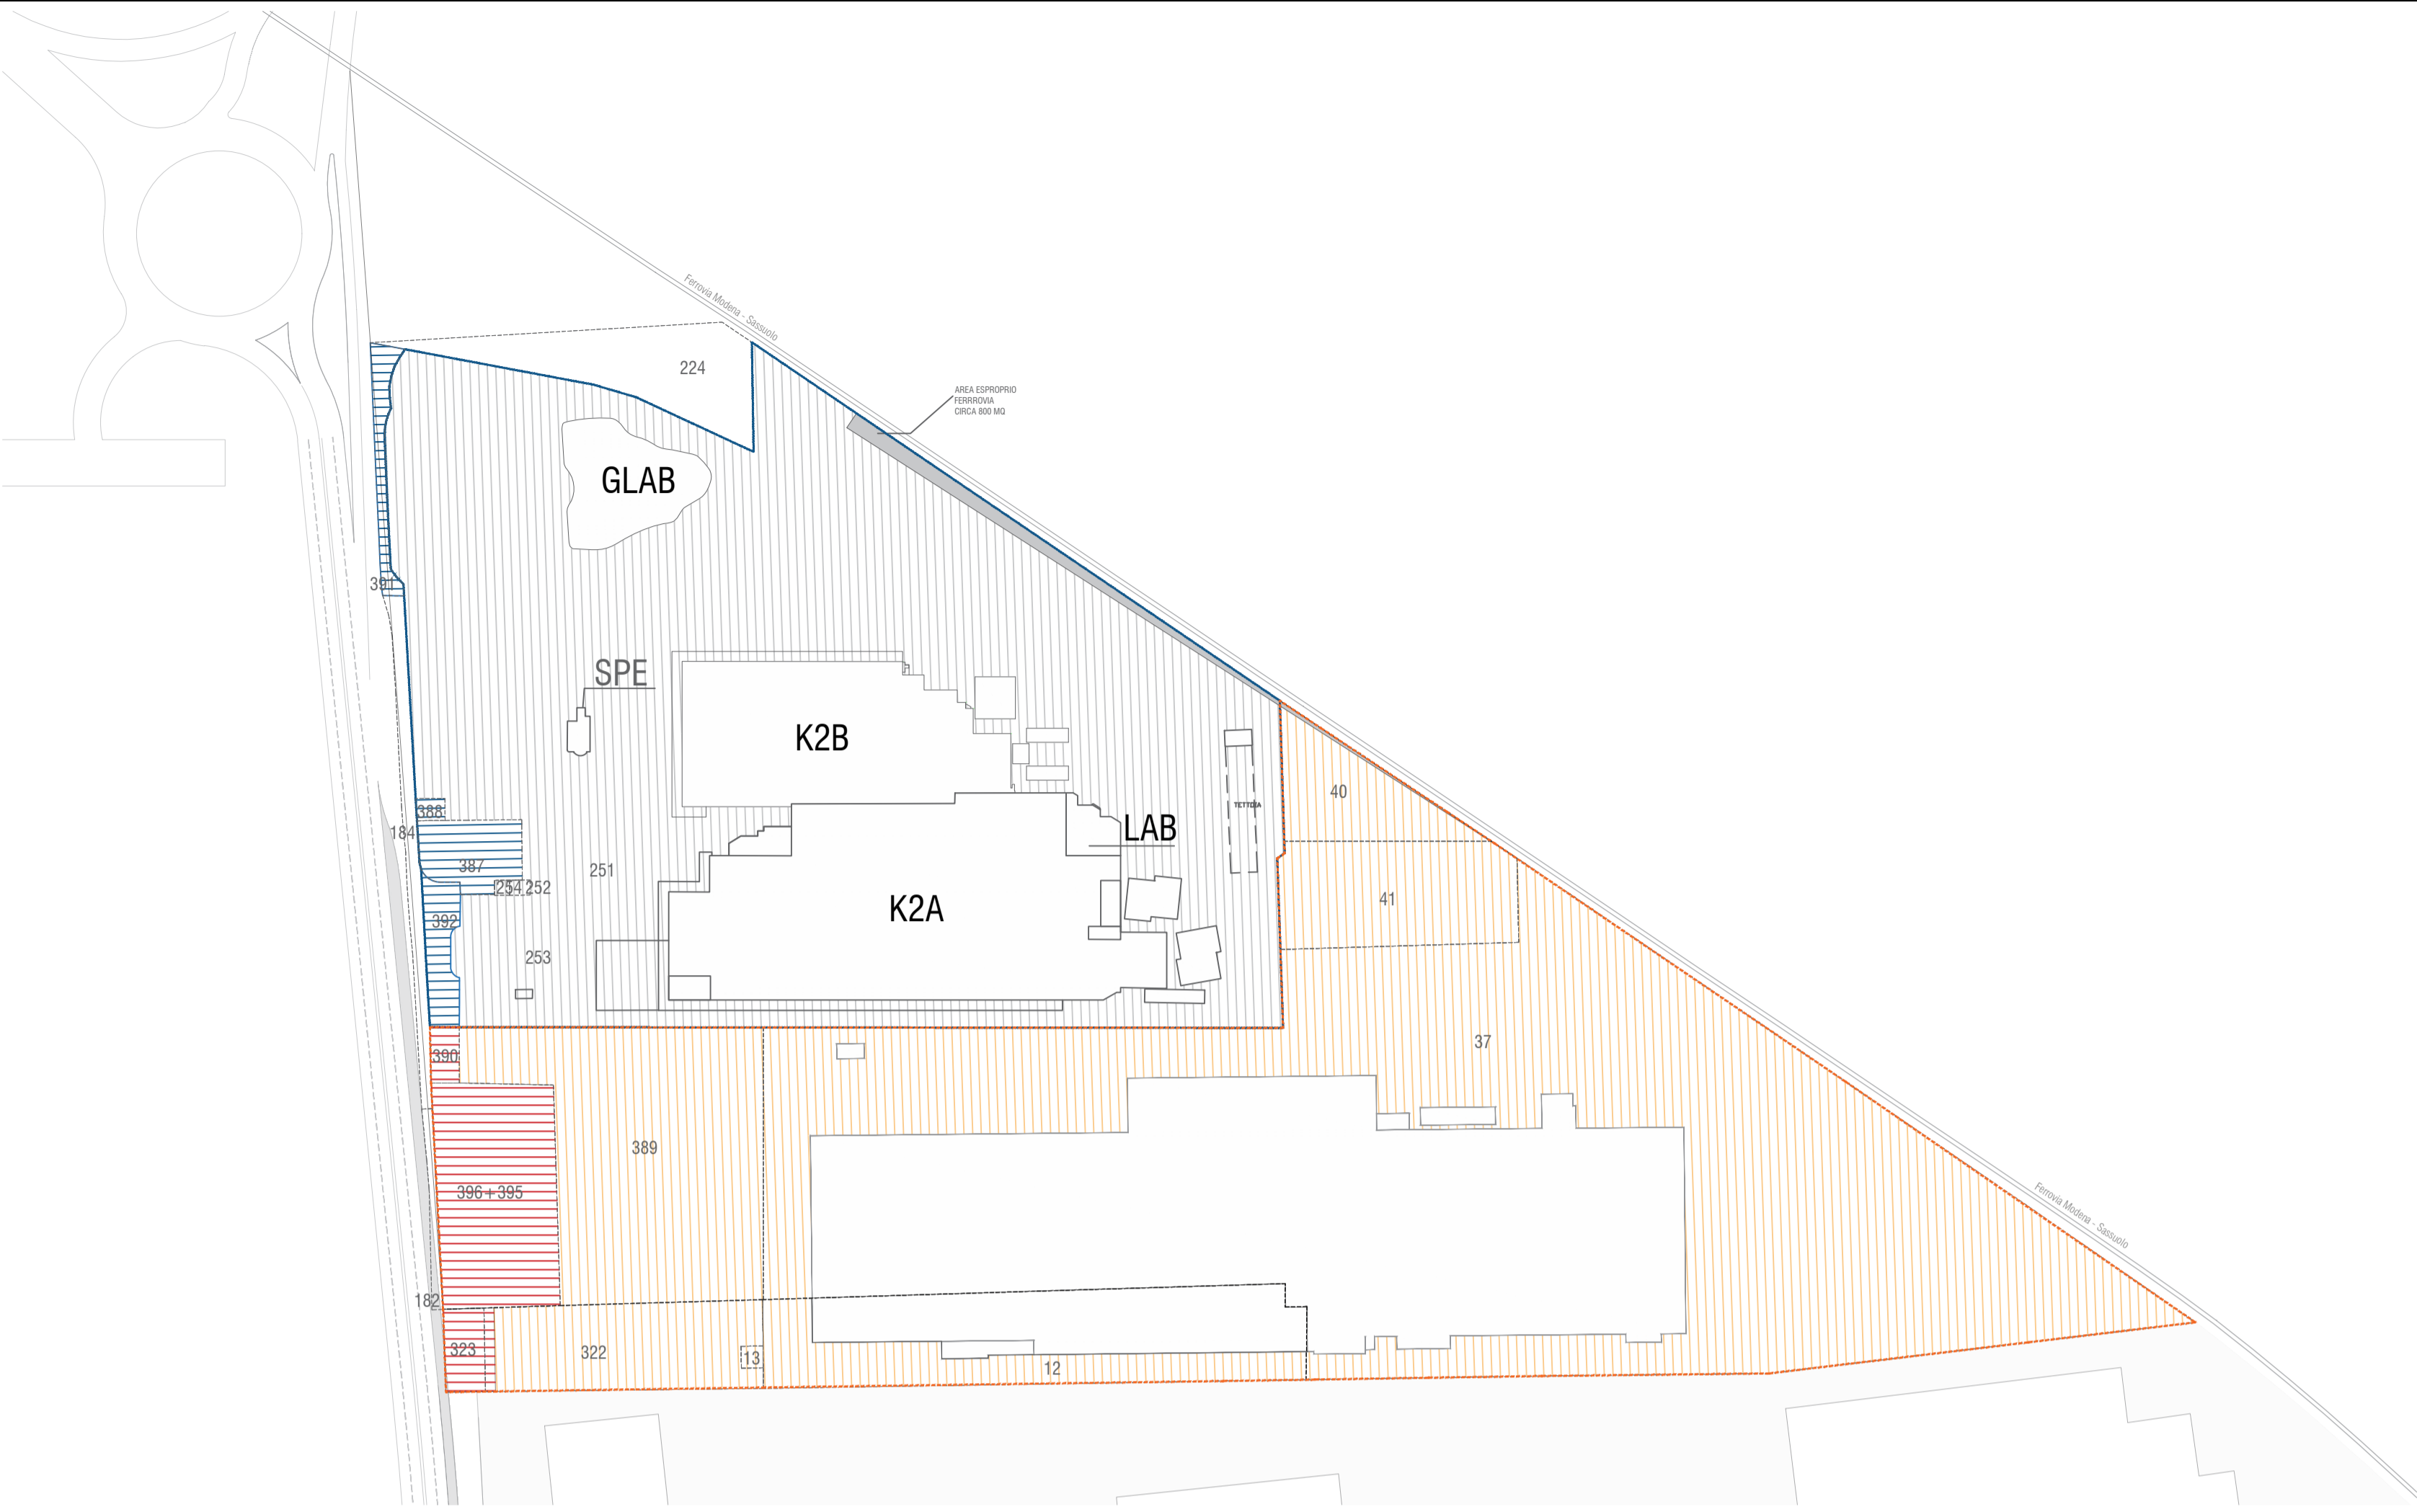 Ferrovia Modena - Sassuolo
224
AREA ESPROPRIO
FERRROVIA
CIRCA 800 MQ
GLAB
391
SPE
K2B
40
TETTOIA
388
184
LAB
387
251
254
252
41
K2A
392
253
37
390
389
396+395
Ferrovia Modena - Sassuolo
182
323
322
13
12